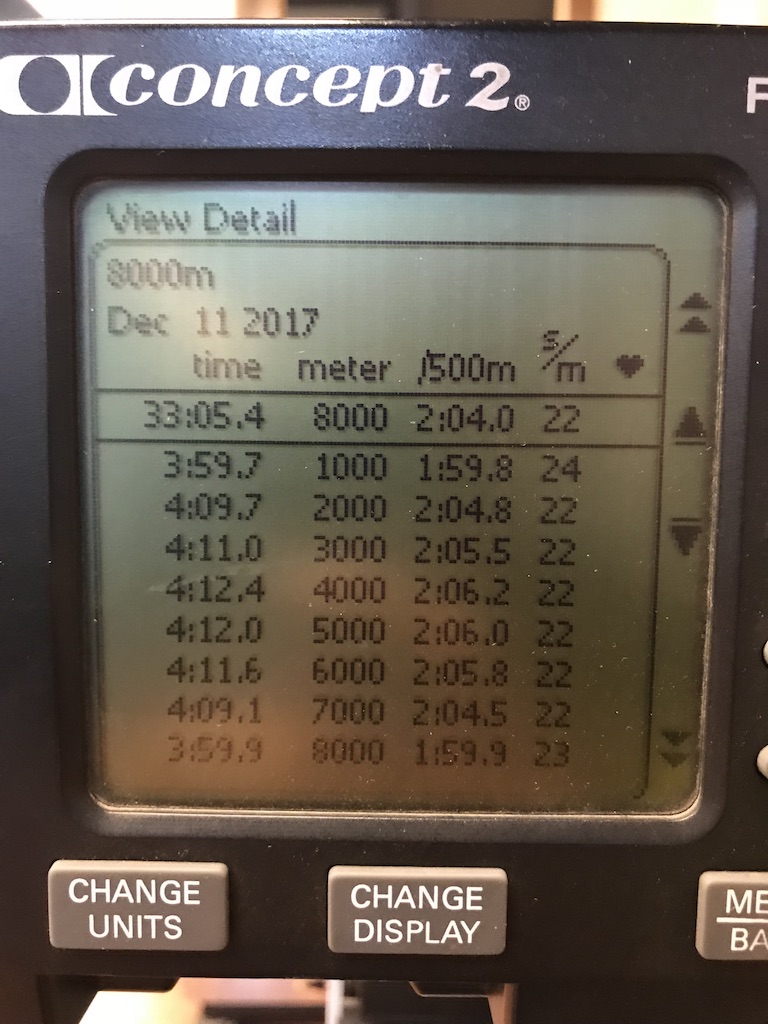 concept 2®
View Detail
8000m
Dec 11 2017
time meter /500m s/m ♥
33:05.4 8000 2:04.0 22
3:59.7 1000 1:59.8 24
4:09.7 2000 2:04.8 22
4:11.0 3000 2:05.5 22
4:12.4 4000 2:06.2 22
4:12.0 5000 2:06.0 22
4:11.6 6000 2:05.8 22
4:09.1 7000 2:04.5 22
3:59.9 8000 1:59.9 23
CHANGE
UNITS
CHANGE
DISPLAY
ME
BA